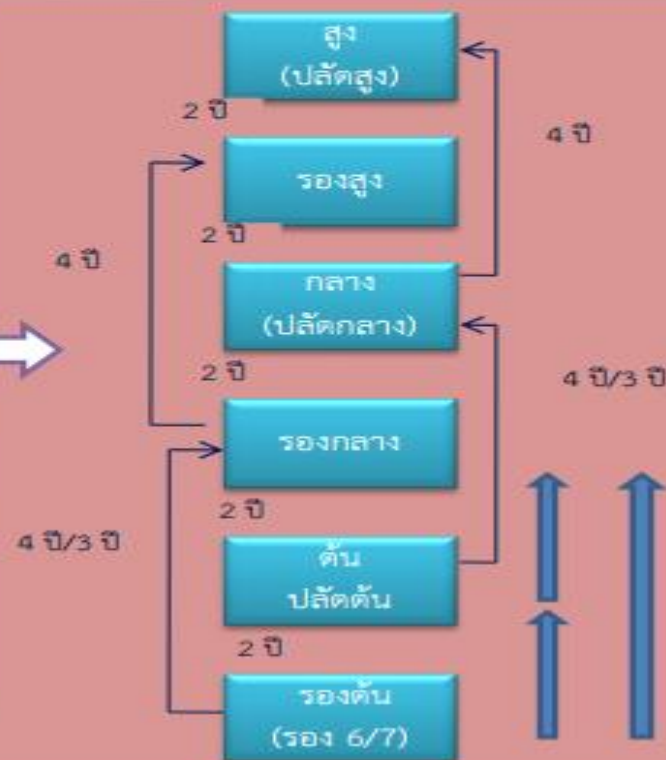 สูง
(ปลัดสูง)
2 ปี
4 ปี
รองสูง
2 ปี
4 ปี
กลาง
(ปลัดกลาง)
2 ปี
4 ปี/3 ปี
รองกลาง
2 ปี
4 ปี/3 ปี
ต้น
ปลัดต้น
2 ปี
รองต้น
(รอง 6/7)